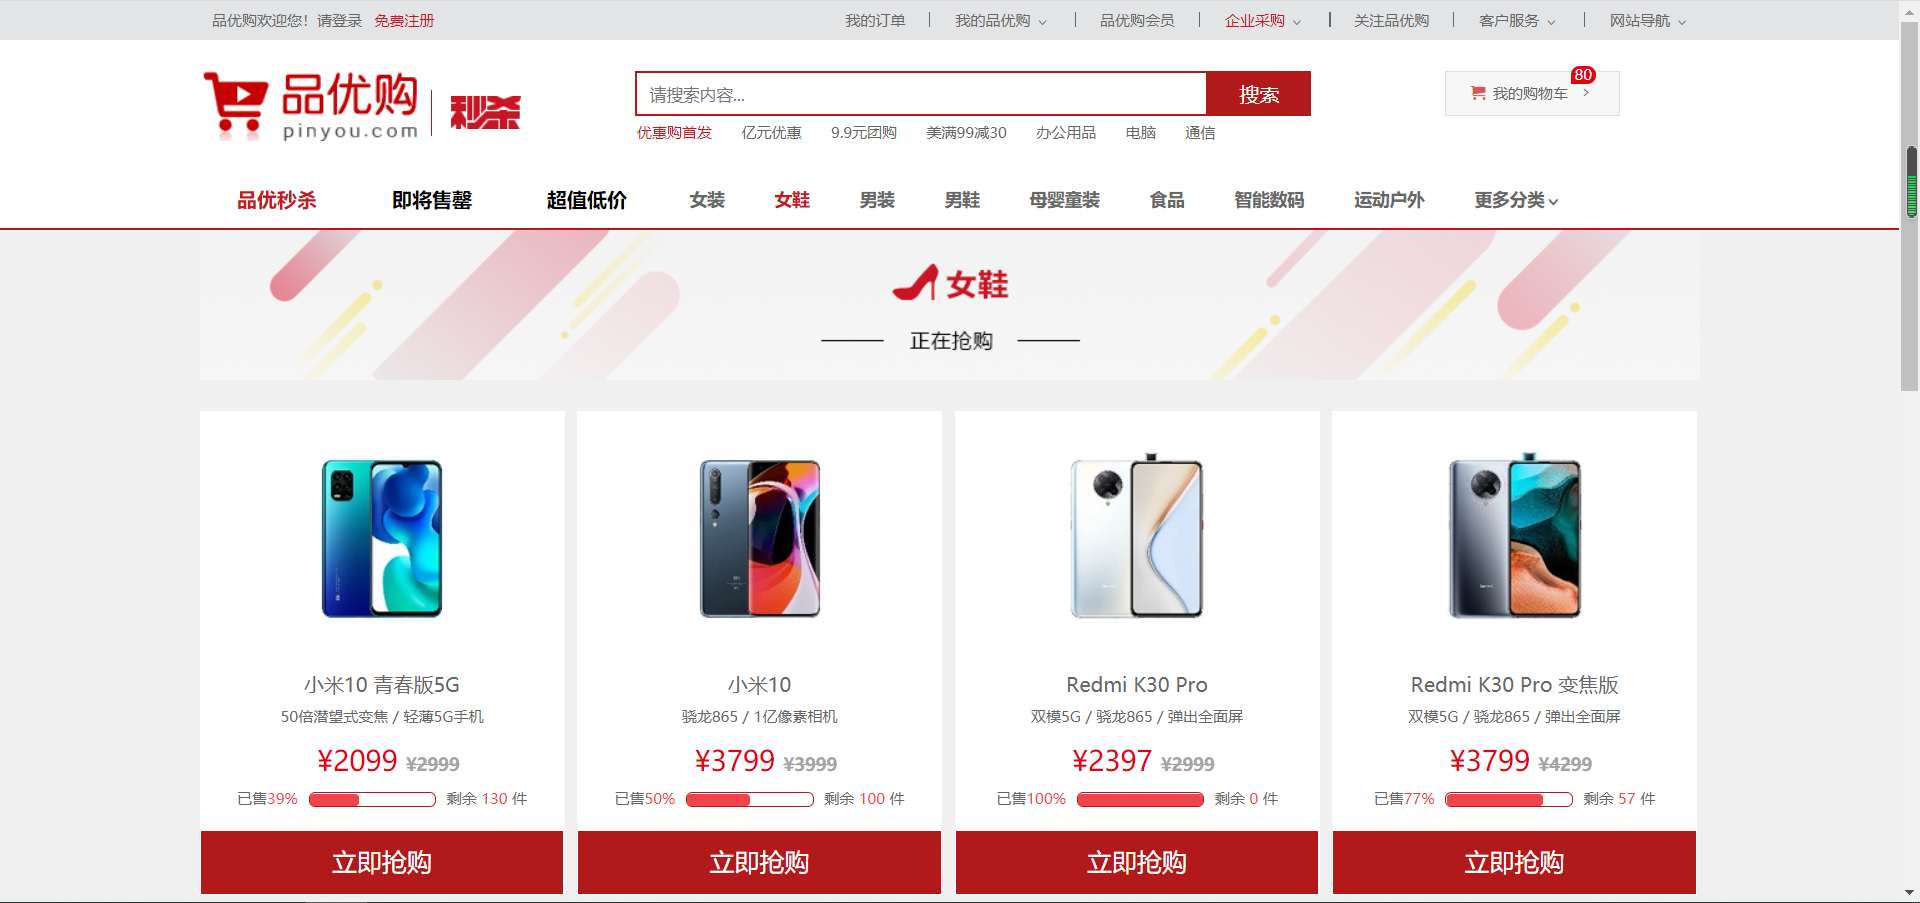 品优购欢迎您！请登录 免费注册
我的订单 我的品优购 品优购会员 企业采购 关注品优购 客户服务 网站导航
品优购
pinyou.com
秒杀
请搜索内容...
搜索
80
我的购物车
优惠购首发 亿元优惠 9.9元团购 美满99减30 办公用品 电脑 通信
品优秒杀 即将售罄 超值低价 女装 女鞋 男装 男鞋 母婴童装 食品 智能数码 运动户外 更多分类
女鞋
正在抢购
小米10 青春版5G
50倍潜望式变焦 / 轻薄5G手机
¥2099 ¥2999
已售39% 剩余 130 件
立即抢购
小米10
骁龙865 / 1亿像素相机
¥3799 ¥3999
已售50% 剩余 100 件
立即抢购
Redmi K30 Pro
双模5G / 骁龙865 / 弹出全面屏
¥2397 ¥2999
已售100% 剩余 0 件
立即抢购
Redmi K30 Pro 变焦版
双模5G / 骁龙865 / 弹出全面屏
¥3799 ¥4299
已售77% 剩余 57 件
立即抢购